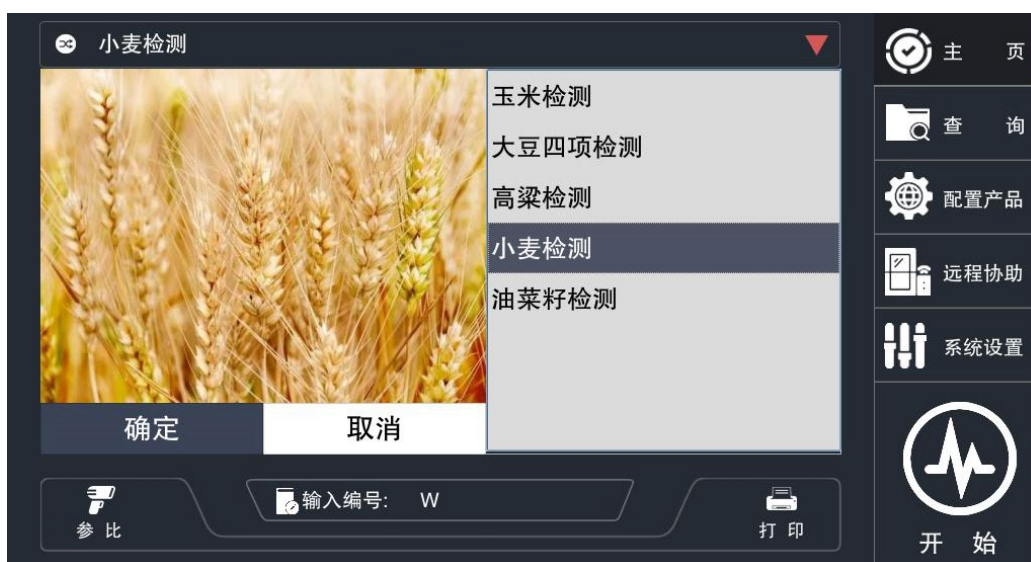 小麦检测
玉米检测
大豆四项检测
高粱检测
小麦检测
油菜籽检测
确定
取消
参比
输入编号: W
打印
主 页
查 询
配置产品
远程协助
系统设置
开 始